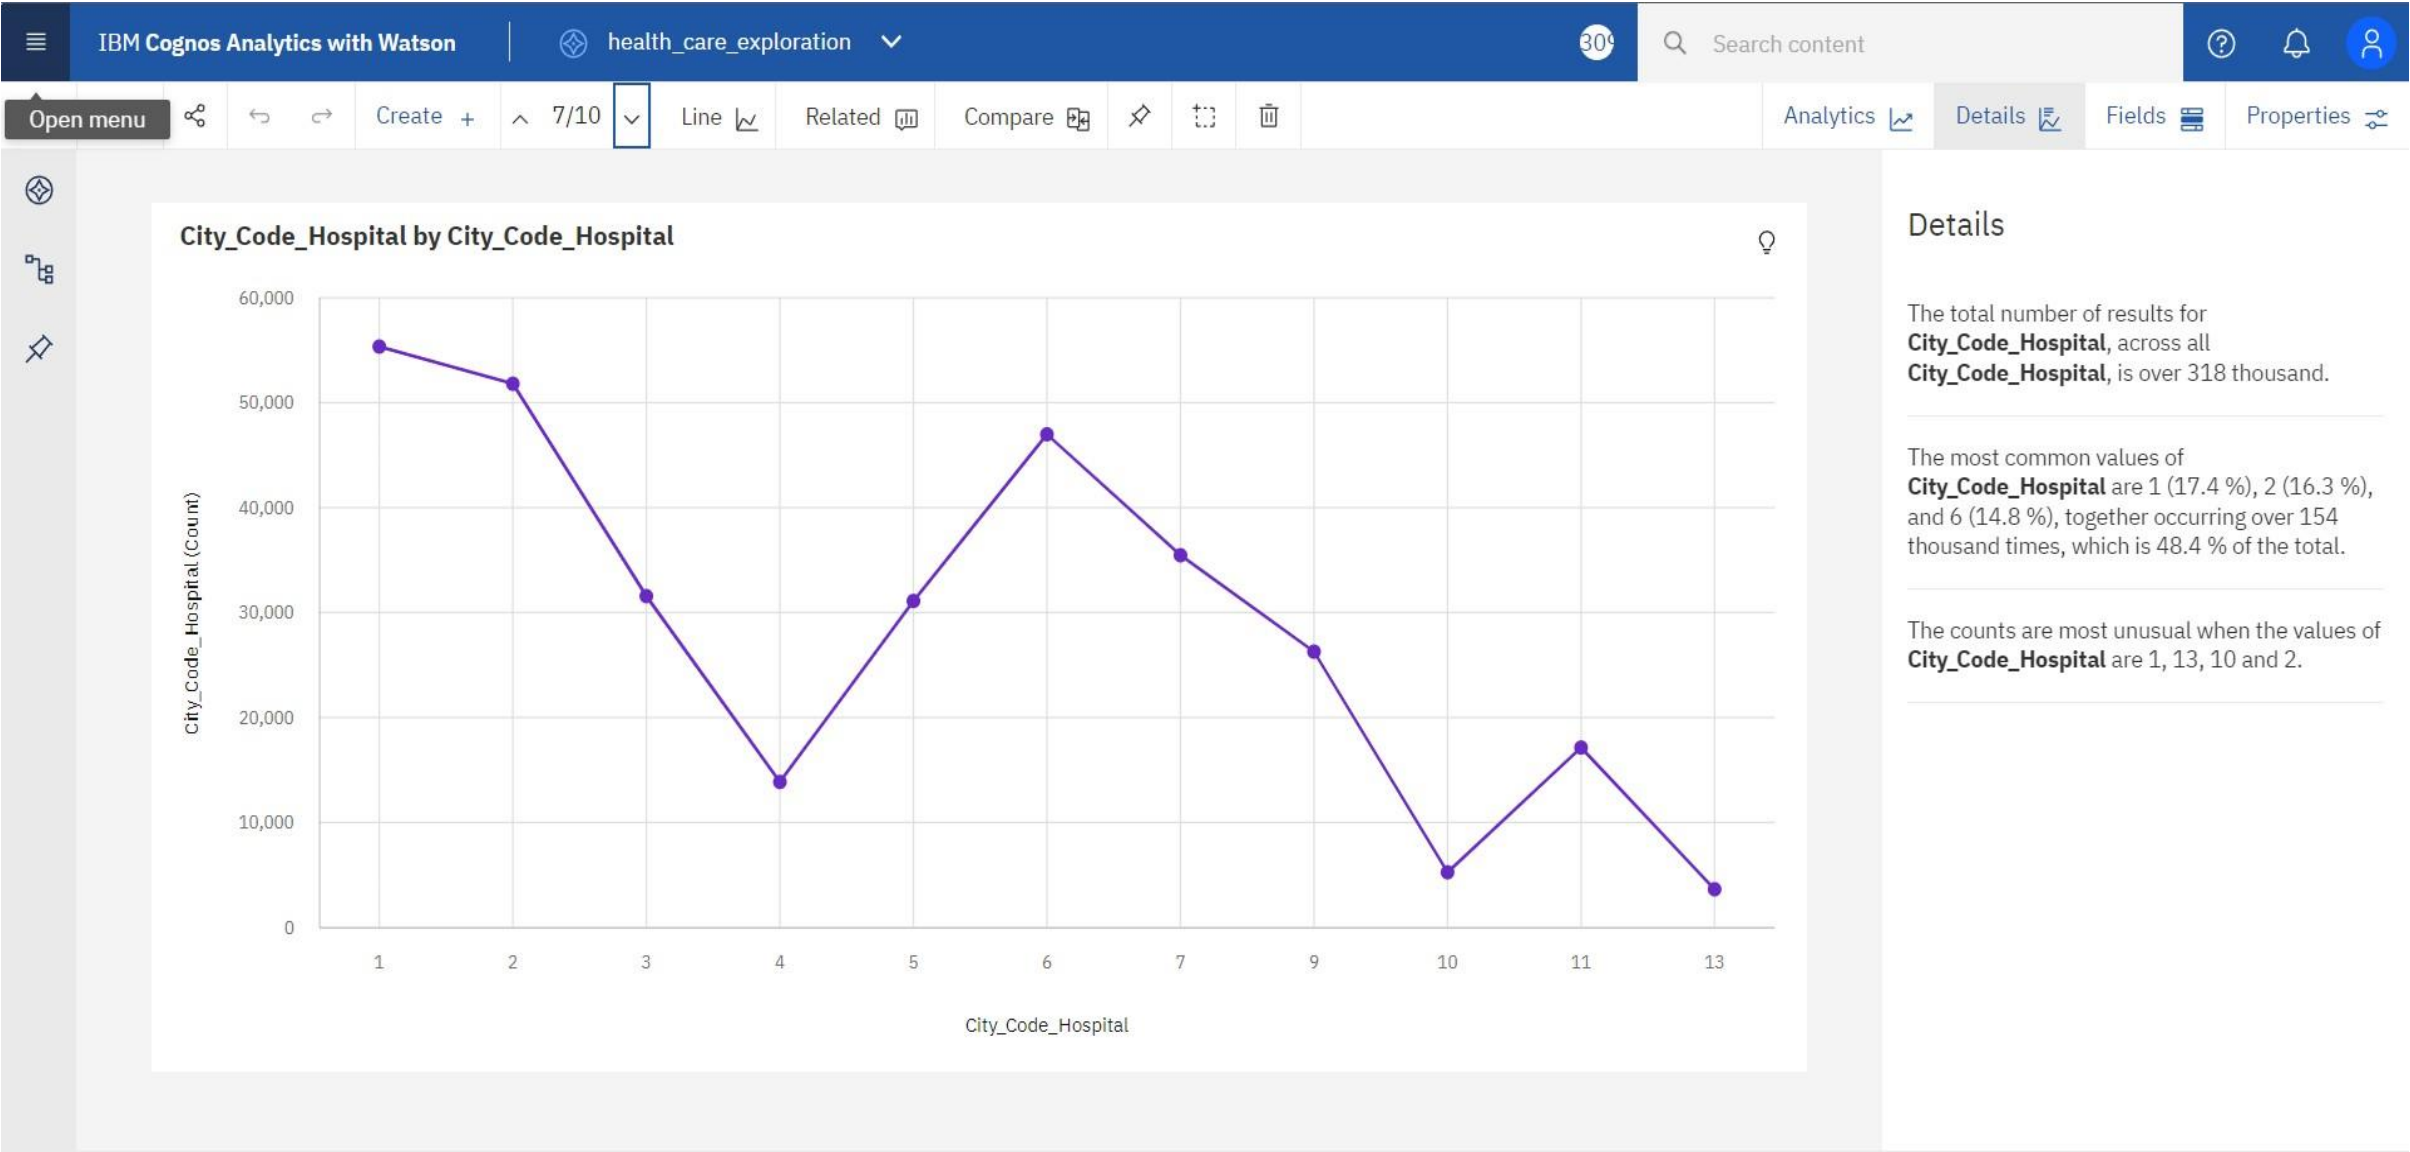 IBM Cognos Analytics with Watson
health_care_exploration
Search content
Open menu
Create +
7/10
Line
Related
Compare
Analytics
Details
Fields
Properties
City_Code_Hospital by City_Code_Hospital
60,000
50,000
40,000
30,000
20,000
10,000
0
City_Code_Hospital (Count)
1 2 3 4 5 6 7 9 10 11 13
City_Code_Hospital
Details
The total number of results for
City_Code_Hospital, across all
City_Code_Hospital, is over 318 thousand.
The most common values of
City_Code_Hospital are 1 (17.4 %), 2 (16.3 %),
and 6 (14.8 %), together occurring over 154
thousand times, which is 48.4 % of the total.
The counts are most unusual when the values of
City_Code_Hospital are 1, 13, 10 and 2.